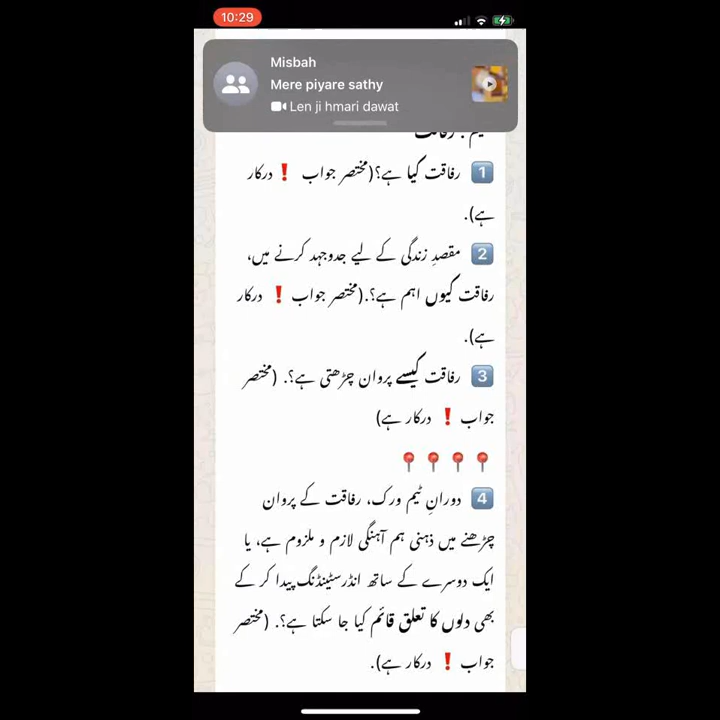 10:29
Misbah
Mere piyare sathy
Len ji hmari dawat
1️⃣ رفاقت کیا ہے؟(مختصر جواب ❗ درکار
ہے).
2️⃣ مقصدِ زندگی کے لیے جدوجہد کرنے میں،
رفاقت کیوں اہم ہے؟.(مختصر جواب ❗ درکار
ہے).
3️⃣ رفاقت کیسے پروان چڑھتی ہے؟. (مختصر
جواب ❗ درکار ہے)
4️⃣ دورانِ ٹیم ورک، رفاقت کے پروان
چڑھنے میں ذہنی ہم آہنگی لازم و ملزوم ہے، یا
ایک دوسرے کے ساتھ انڈرسٹینڈنگ پیدا کر کے
بھی دلوں کا تعلق قائم کیا جا سکتا ہے؟. (مختصر
جواب ❗ درکار ہے).